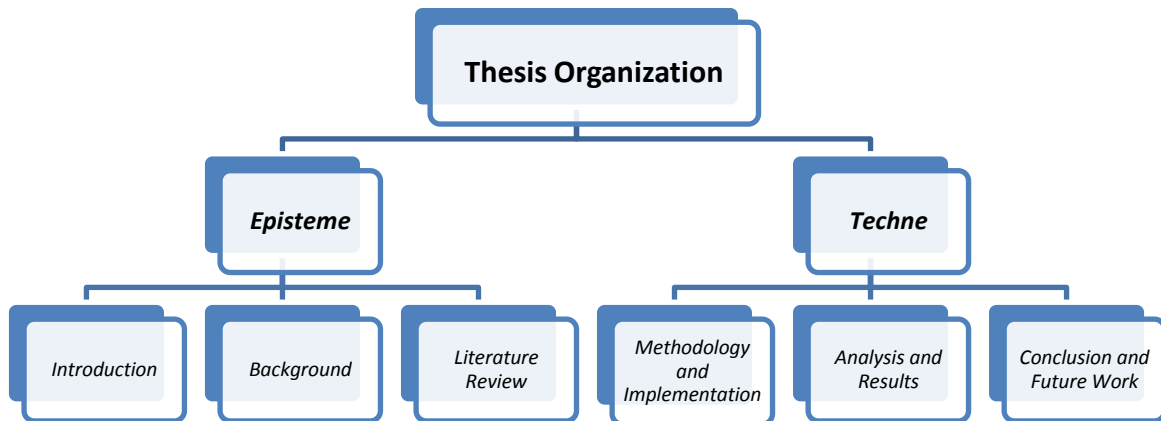 Thesis Organization
Episteme
Techne
Introduction
Background
Literature
Review
Methodology
and
Implementation
Analysis and
Results
Conclusion and
Future Work